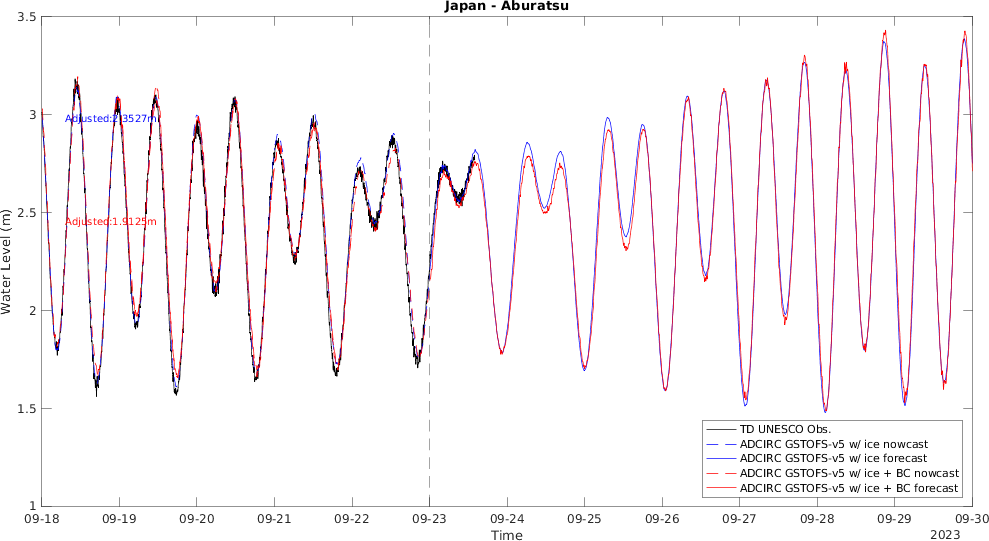 Japan - Aburatsu
3.5
3
2.5
2
1.5
1
Water Level (m)
Adjusted:2.3527m
Adjusted:1.9125m
TD UNESCO Obs.
ADCIRC GSTOFS-v5 w/ ice nowcast
ADCIRC GSTOFS-v5 w/ ice forecast
ADCIRC GSTOFS-v5 w/ ice + BC nowcast
ADCIRC GSTOFS-v5 w/ ice + BC forecast
09-18 09-19 09-20 09-21 09-22 09-23 09-24 09-25 09-26 09-27 09-28 09-29 09-30
Time
2023